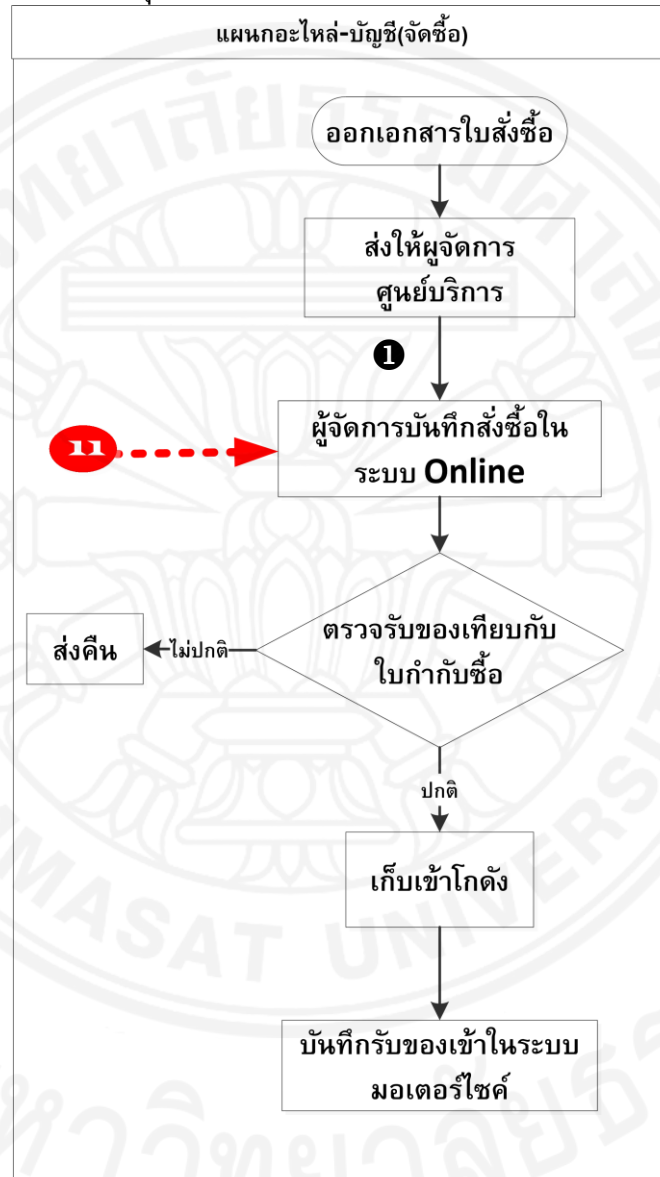 แผนกอะไหล่-บัญชี(จัดซื้อ)
ออกเอกสารใบสั่งซื้อ
ส่งให้ผู้จัดการ
ศูนย์บริการ
❶
11
ผู้จัดการบันทึกสั่งซื้อใน
ระบบ Online
ตรวจรับของเทียบกับ
ใบกำกับซื้อ
ไม่ปกติ
ส่งคืน
ปกติ
เก็บเข้าโกดัง
บันทึกรับของเข้าในระบบ
มอเตอร์ไซค์